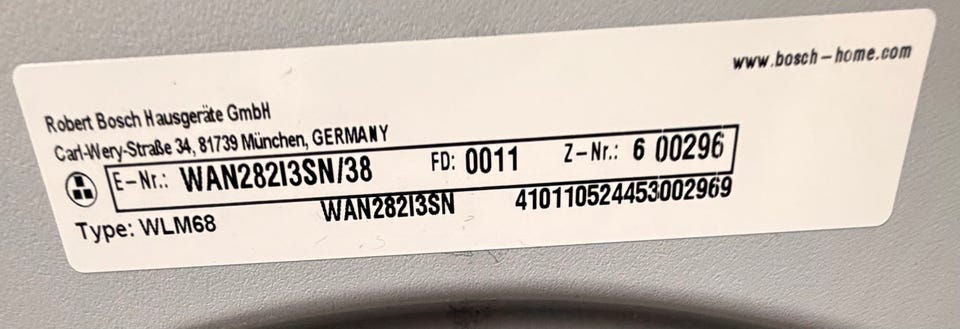 www.bosch-home.com
Robert Bosch Hausgeräte GmbH
Carl-Wery-Straße 34, 81739 München, GERMANY
E-Nr.: WAN282I3SN/38 FD: 0011 Z-Nr.: 6 00296
Type: WLM68 WAN282I3SN 410110524453002969